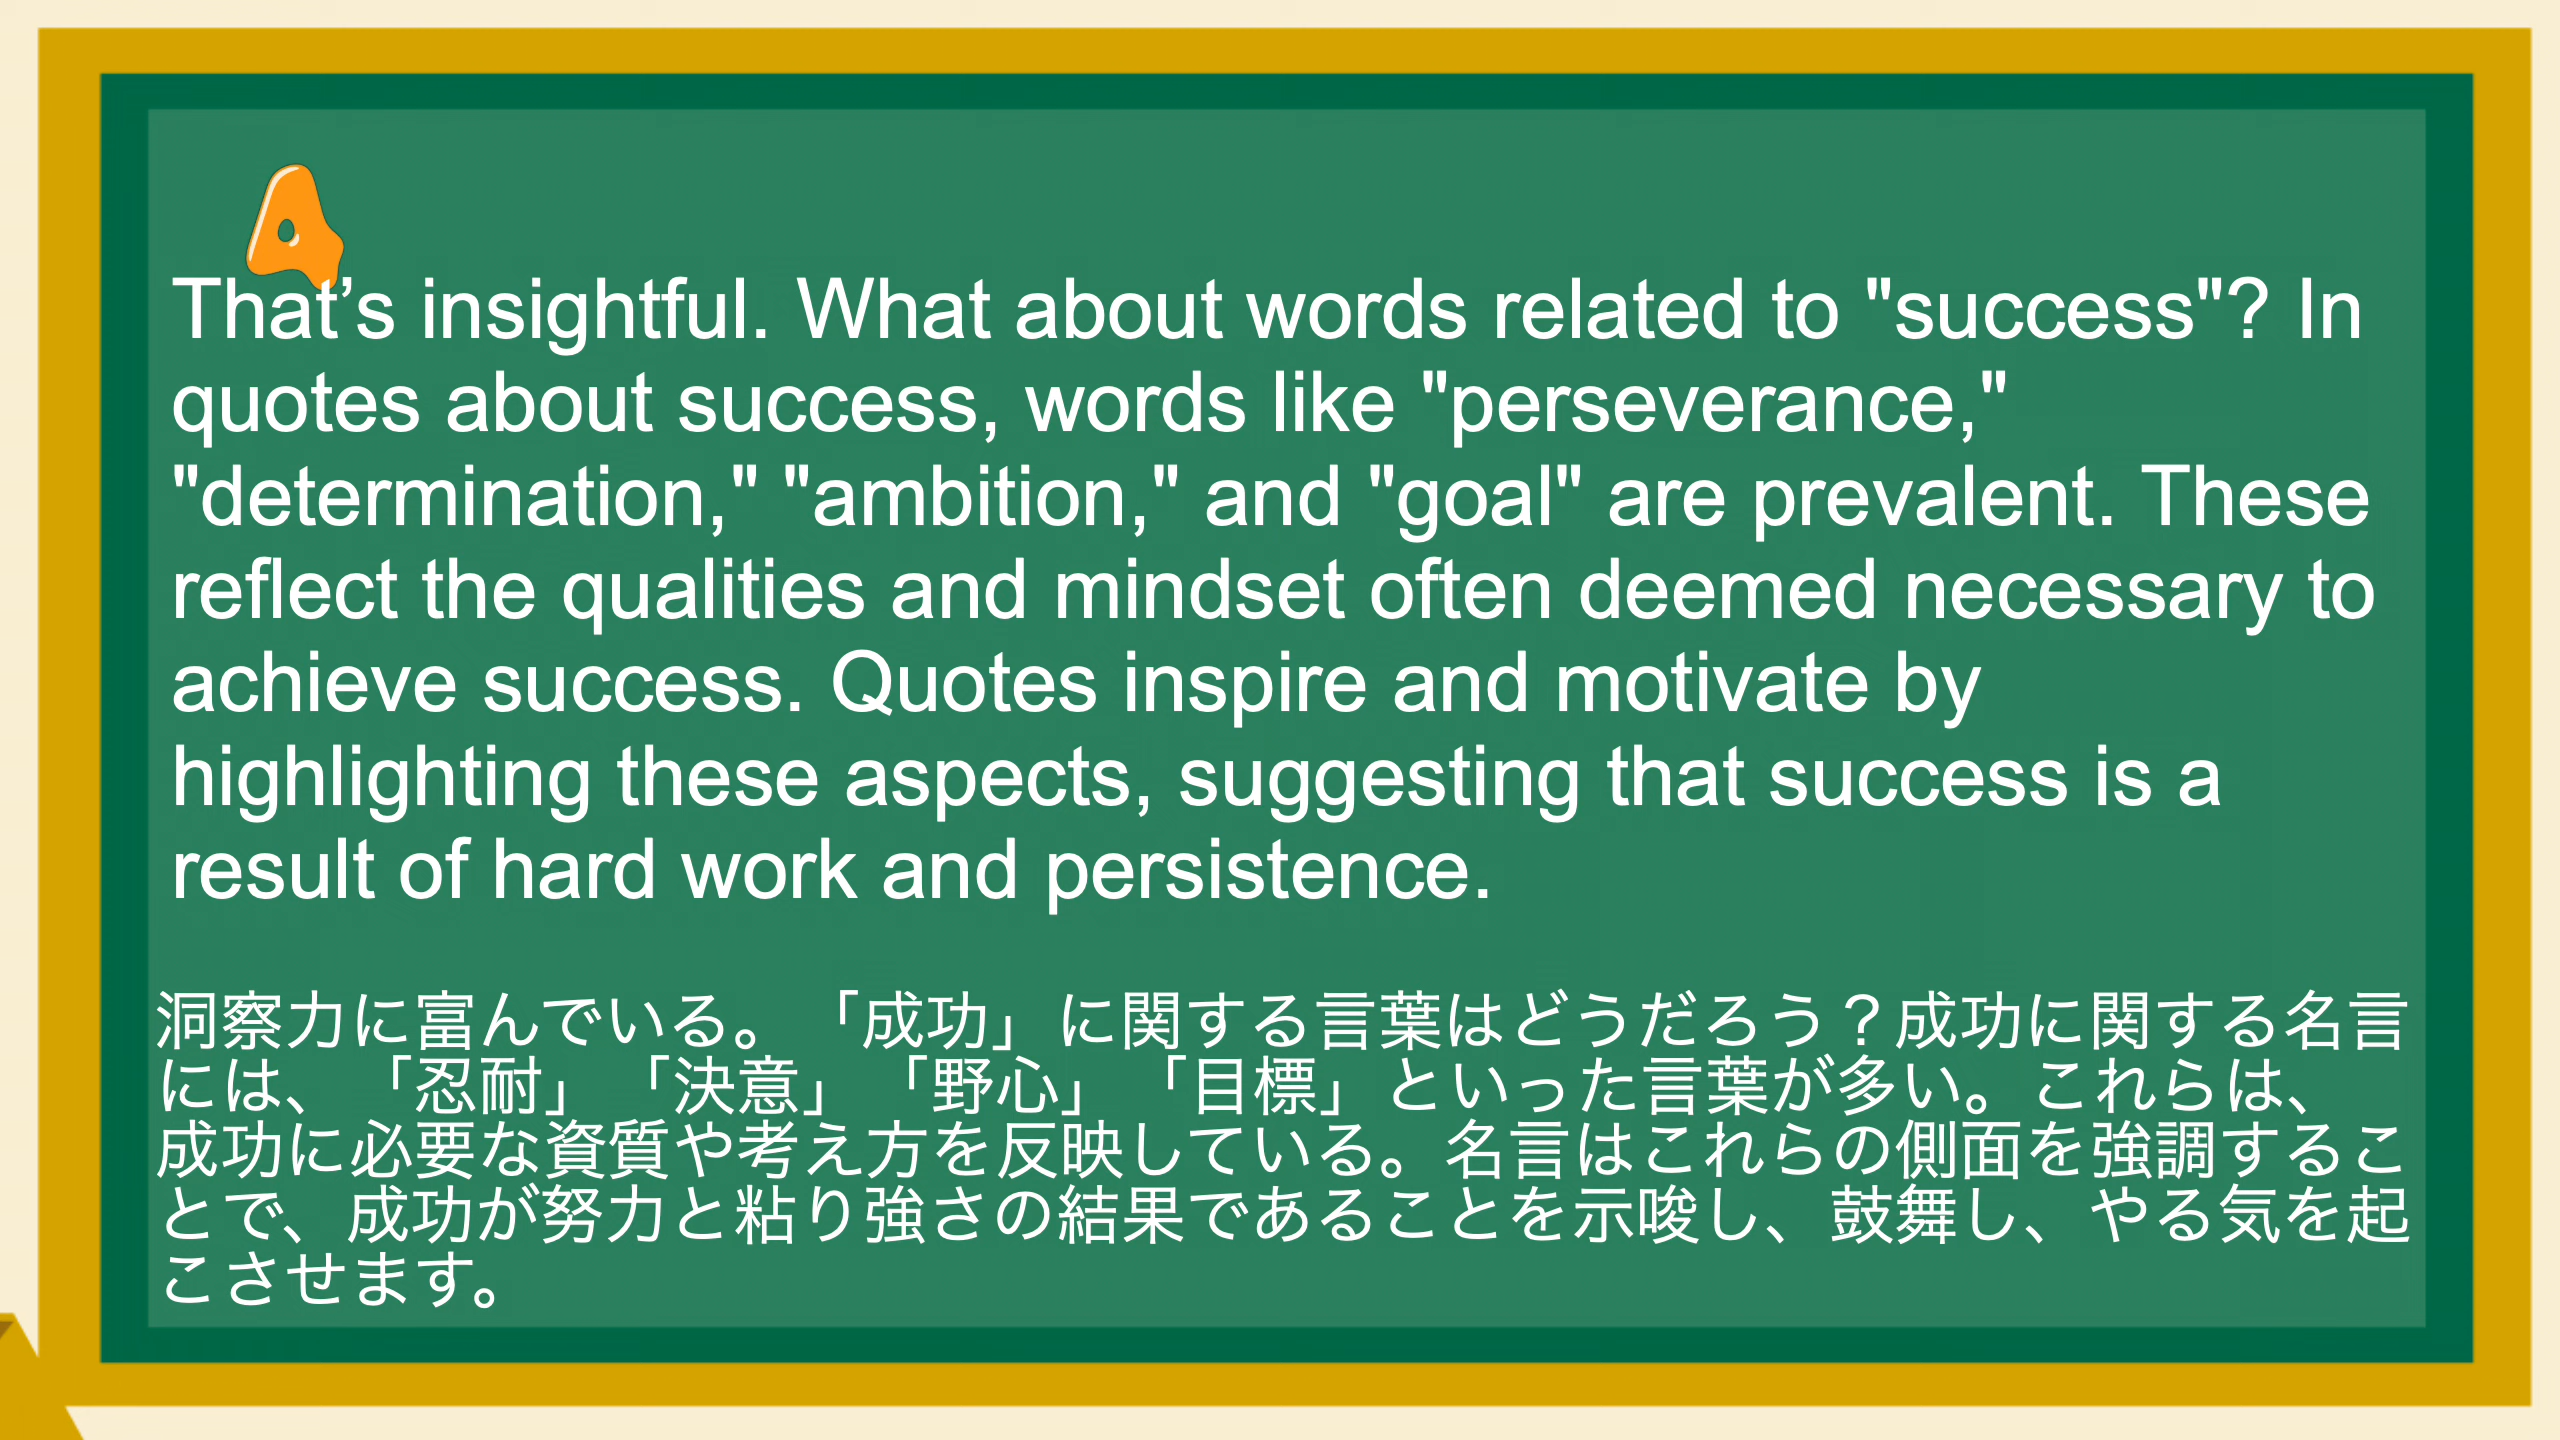 A
That’s insightful. What about words related to "success"? In
quotes about success, words like "perseverance,"
"determination," "ambition," and "goal" are prevalent. These
reflect the qualities and mindset often deemed necessary to
achieve success. Quotes inspire and motivate by
highlighting these aspects, suggesting that success is a
result of hard work and persistence.
洞察力に富んでいる。「成功」に関する言葉はどうだろう？成功に関する名言
には、「忍耐」「決意」「野心」「目標」といった言葉が多い。これらは、
成功に必要な資質や考え方を反映している。名言はこれらの側面を強調するこ
とで、成功が努力と粘り強さの結果であることを示唆し、鼓舞し、やる気を起
こさせます。